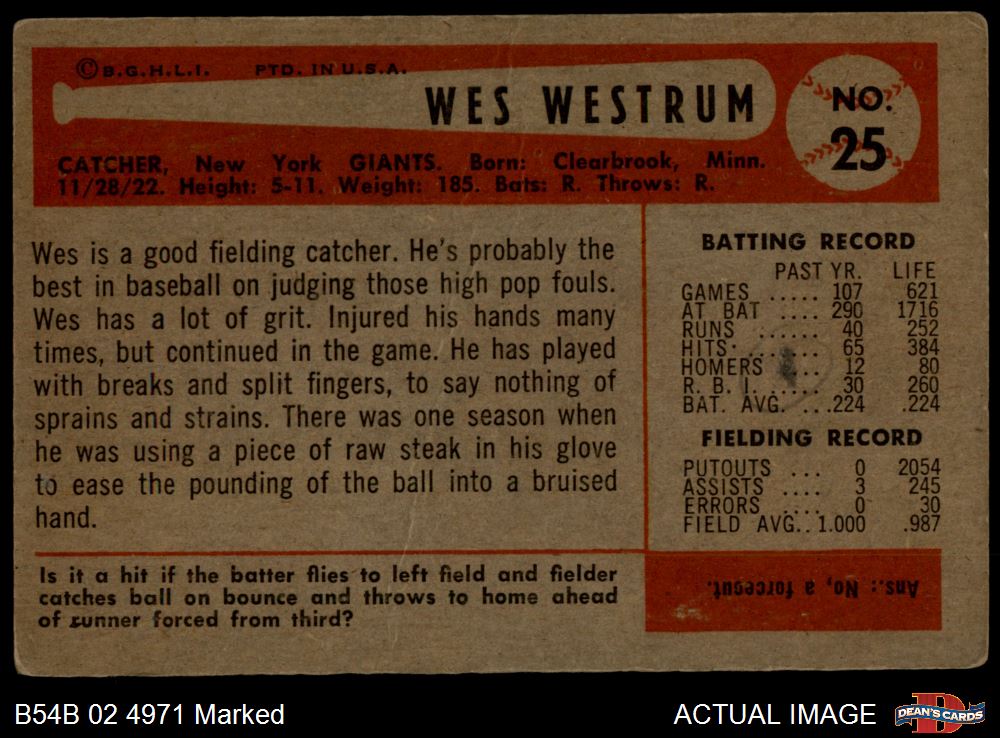 ©B.G.H.L.I. PTD. IN U.S.A.
WES WESTRUM
NO.
25
CATCHER, New York GIANTS. Born: Clearbrook, Minn.
11/28/22. Height: 5-11. Weight: 185. Bats: R. Throws: R.
Wes is a good fielding catcher. He's probably the
best in baseball on judging those high pop fouls.
Wes has a lot of grit. Injured his hands many
times, but continued in the game. He has played
with breaks and split fingers, to say nothing of
sprains and strains. There was one season when
he was using a piece of raw steak in his glove
to ease the pounding of the ball into a bruised
hand.
BATTING RECORD
PAST YR. LIFE
GAMES ..... 107 621
AT BAT .... 290 1716
RUNS ...... 40 252
HITS ....... 65 384
HOMERS .... 12 80
R. B. I. ..... 30 260
BAT. AVG. ...224 .224
FIELDING RECORD
PUTOUTS ... 0 2054
ASSISTS .... 3 245
ERRORS .... 0 30
FIELD AVG.. 1.000 .987
Is it a hit if the batter flies to left field and fielder
catches ball on bounce and throws to home ahead
of runner forced from third?
Ans.: No, a forceout.
B54B 02 4971 Marked
ACTUAL IMAGE
D
DEAN'S CARDS